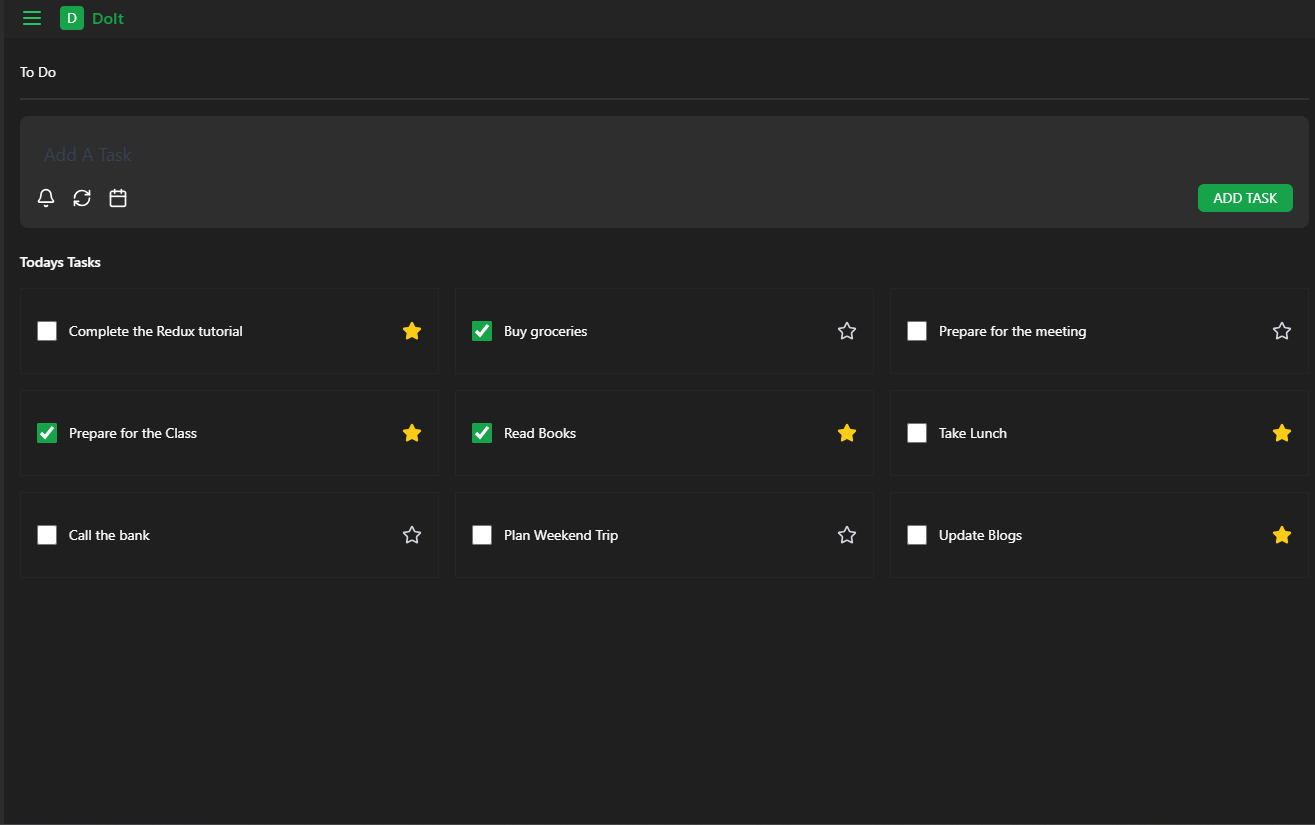 D DoIt
To Do
Add A Task
ADD TASK
Todays Tasks
Complete the Redux tutorial
Buy groceries
Prepare for the meeting
Prepare for the Class
Read Books
Take Lunch
Call the bank
Plan Weekend Trip
Update Blogs